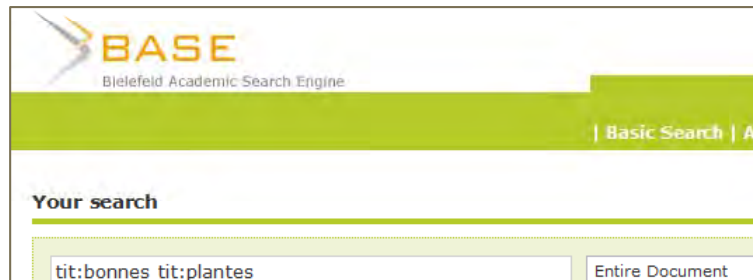 BASE
Bielefeld Academic Search Engine
| Basic Search | A
Your search
tit:bonnes tit:plantes Entire Document